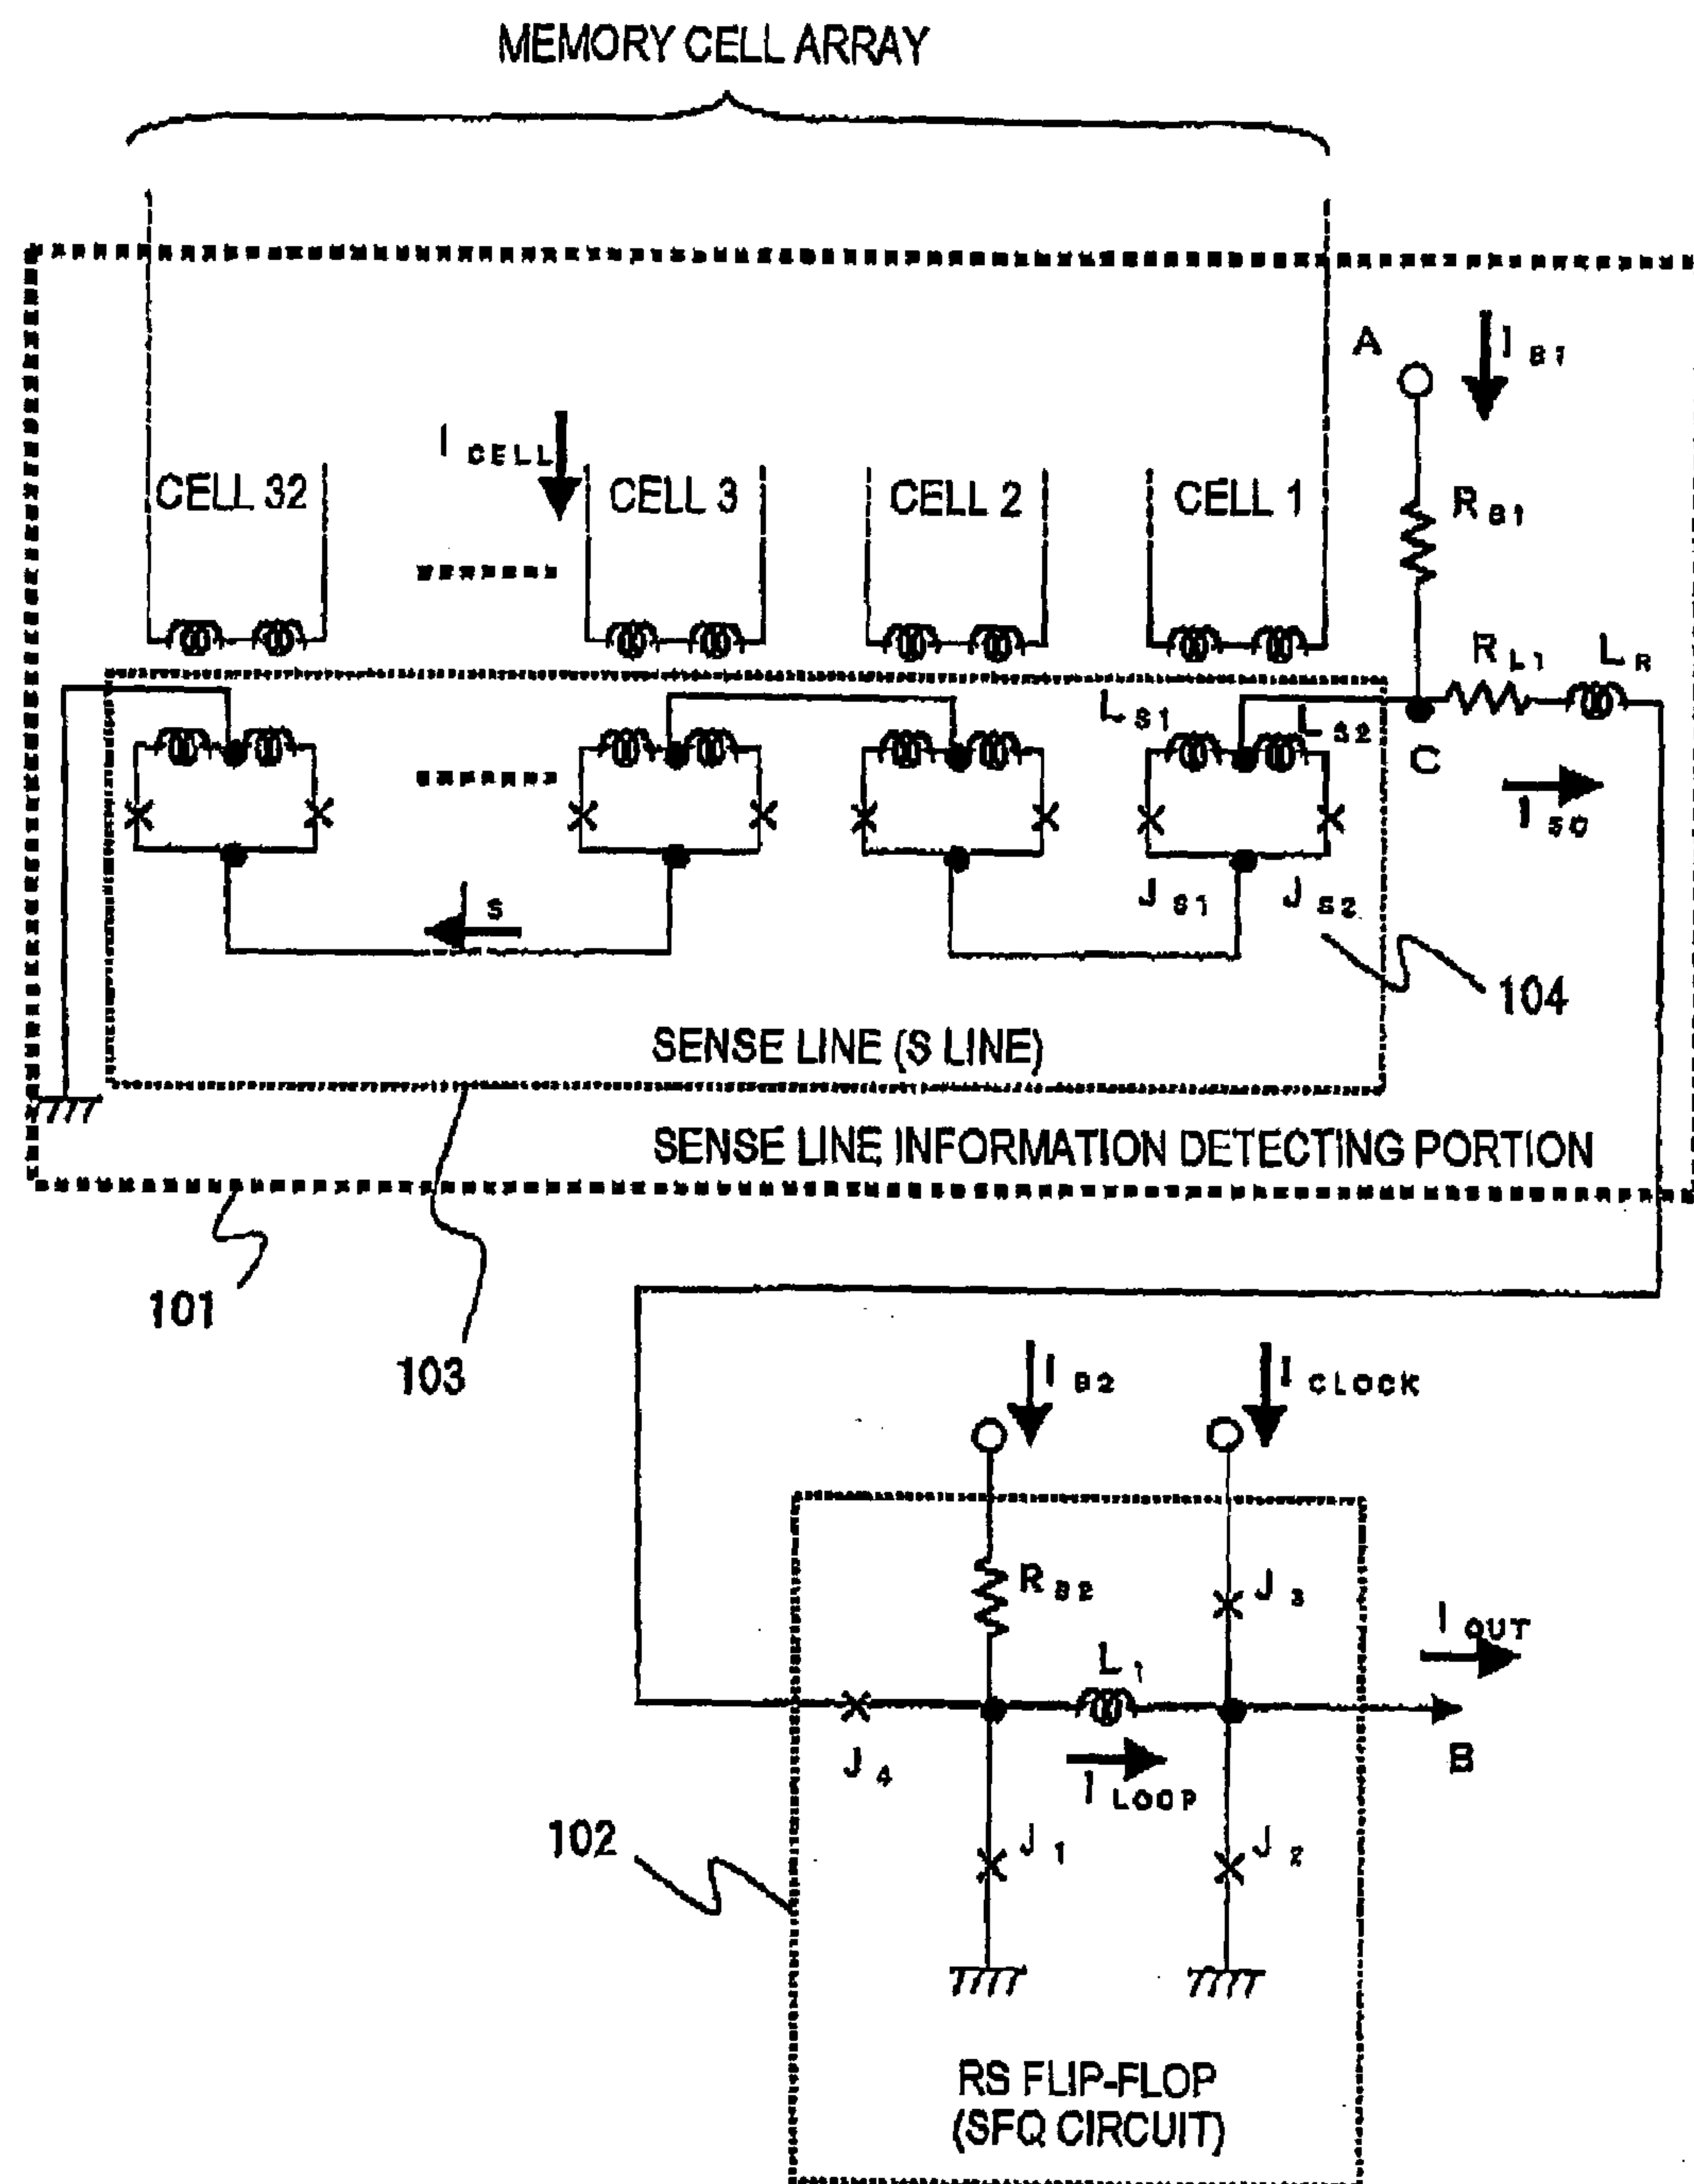 MEMORY CELL ARRAY
A
I B1
I CELL
CELL 32
CELL 3
CELL 2
CELL 1
R B1
R L1
L R
L S1
L S2
C
I SO
J S1
J S2
I S
104
SENSE LINE (S LINE)
SENSE LINE INFORMATION DETECTING PORTION
101
103
I B2
I CLOCK
R B2
J 3
I OUT
L 1
J 4
I LOOP
B
102
J 1
J 2
RS FLIP-FLOP
(SFQ CIRCUIT)